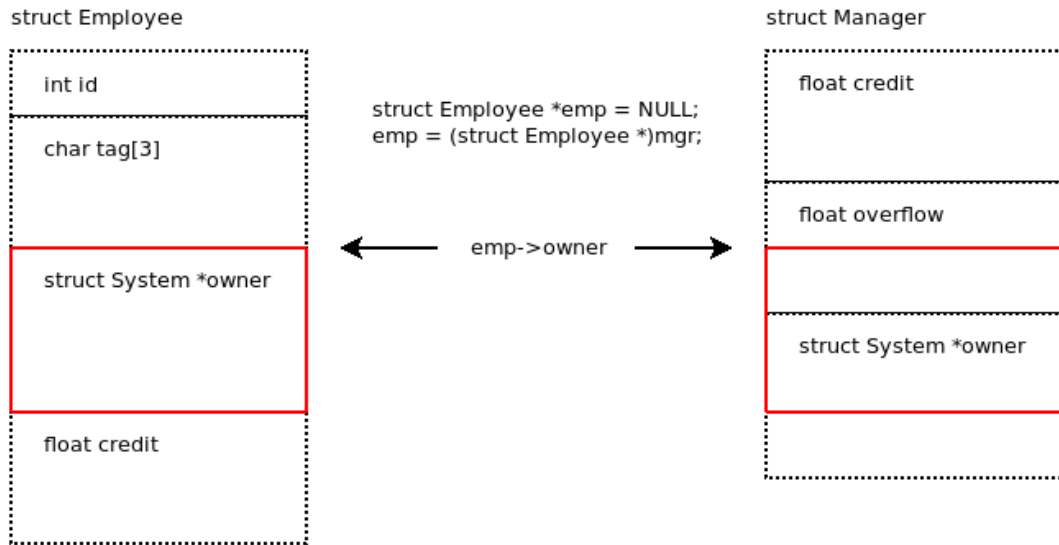 struct Employee
struct Manager
int id
char tag[3]
struct System *owner
float credit
struct Employee *emp = NULL;
emp = (struct Employee *)mgr;
emp->owner
float credit
float overflow
struct System *owner